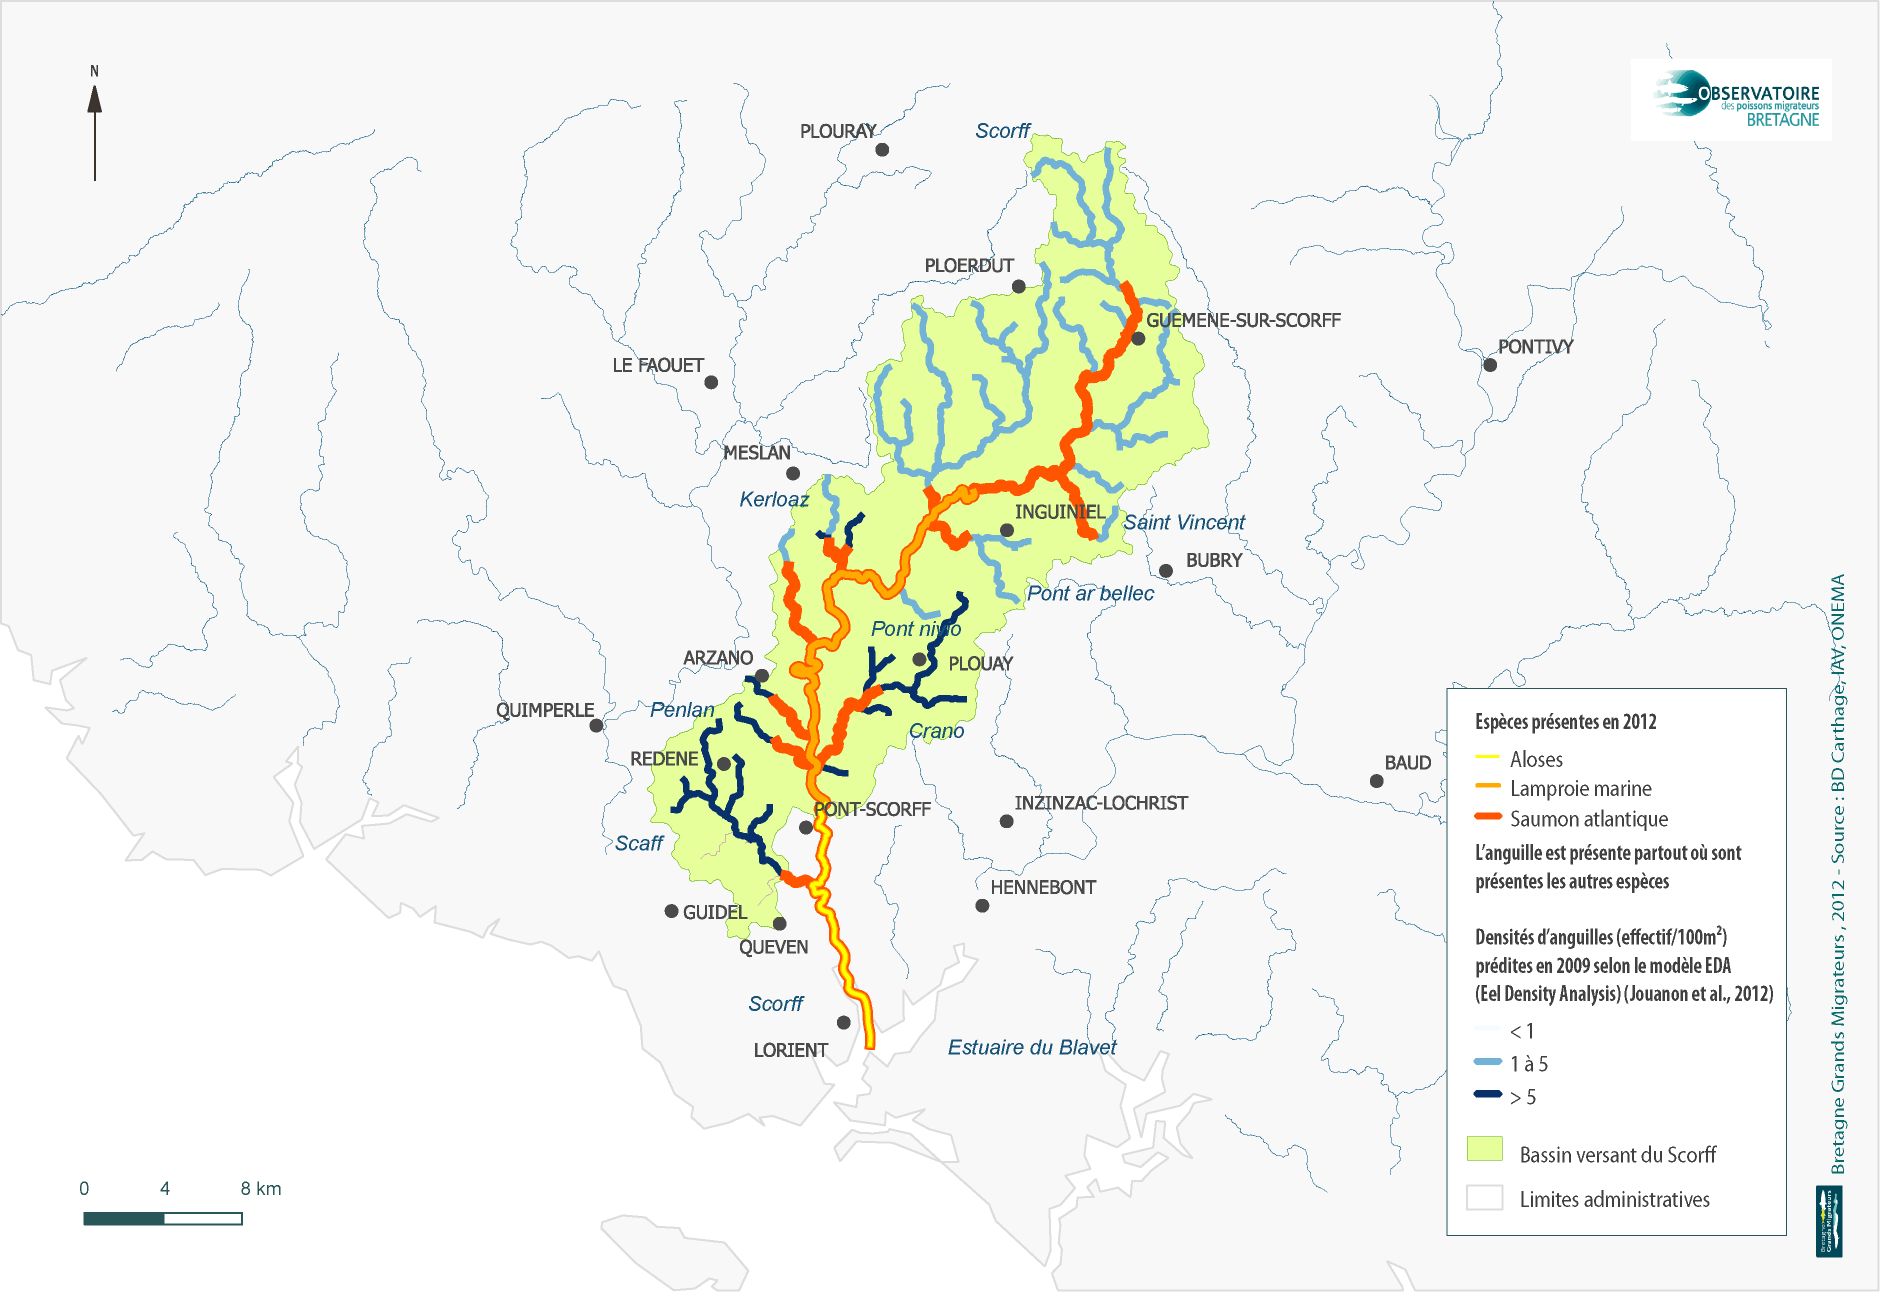 N
OBSERVATOIRE
des poissons migrateurs
BRETAGNE
PLOURAY
Scorff
PLOERDUT
GUEMENE-SUR-SCORFF
PONTIVY
LE FAOUET
MESLAN
Kerloaz
INGUINIEL
Saint Vincent
BUBRY
Pont ar bellec
Pont nivio
ARZANO
PLOUAY
QUIMPERLE
Penlan
Crano
REDENE
BAUD
PONT-SCORFF
INZINZAC-LOCHRIST
Scaff
HENNEBONT
GUIDEL
QUEVEN
Scorff
LORIENT
Estuaire du Blavet
0 4 8 km
Espèces présentes en 2012
Aloses
Lamproie marine
Saumon atlantique
L'anguille est présente partout où sont
présentes les autres espèces
Densités d'anguilles (effectif/100m²)
prédites en 2009 selon le modèle EDA
(Eel Density Analysis) (Jouanon et al., 2012)
< 1
1 à 5
> 5
Bassin versant du Scorff
Limites administratives
Bretagne Grands Migrateurs, 2012 - Source : BD Carthage, IAV, ONEMA
Bretagne
Grands Migrateurs